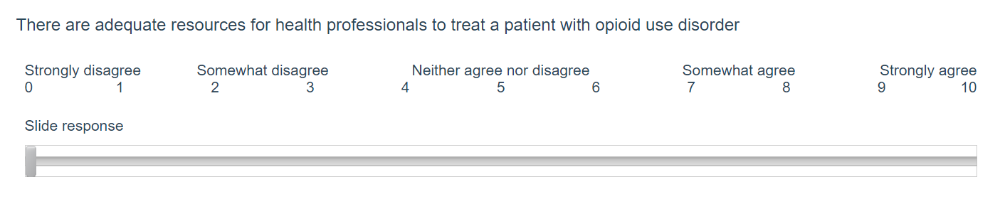 There are adequate resources for health professionals to treat a patient with opioid use disorder
Strongly disagree Somewhat disagree Neither agree nor disagree Somewhat agree Strongly agree
0 1 2 3 4 5 6 7 8 9 10
Slide response